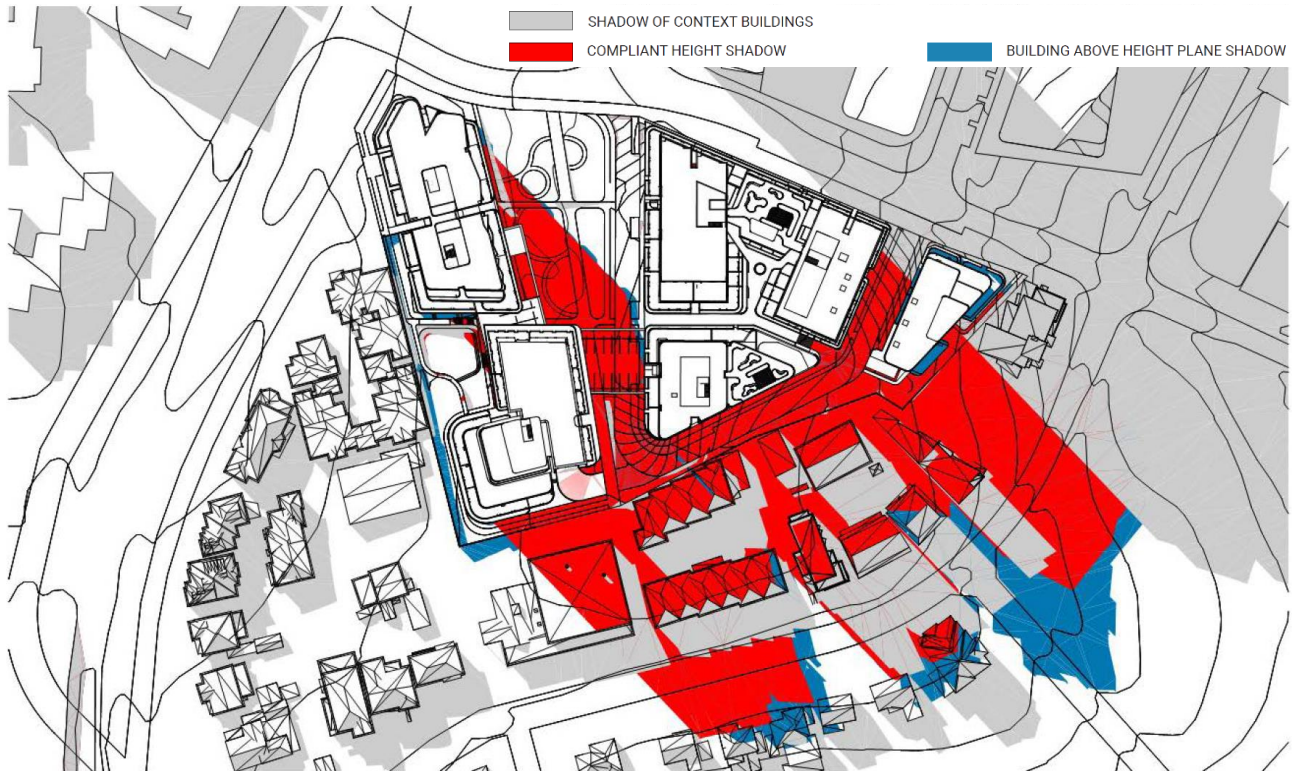 SHADOW OF CONTEXT BUILDINGS
COMPLIANT HEIGHT SHADOW
BUILDING ABOVE HEIGHT PLANE SHADOW